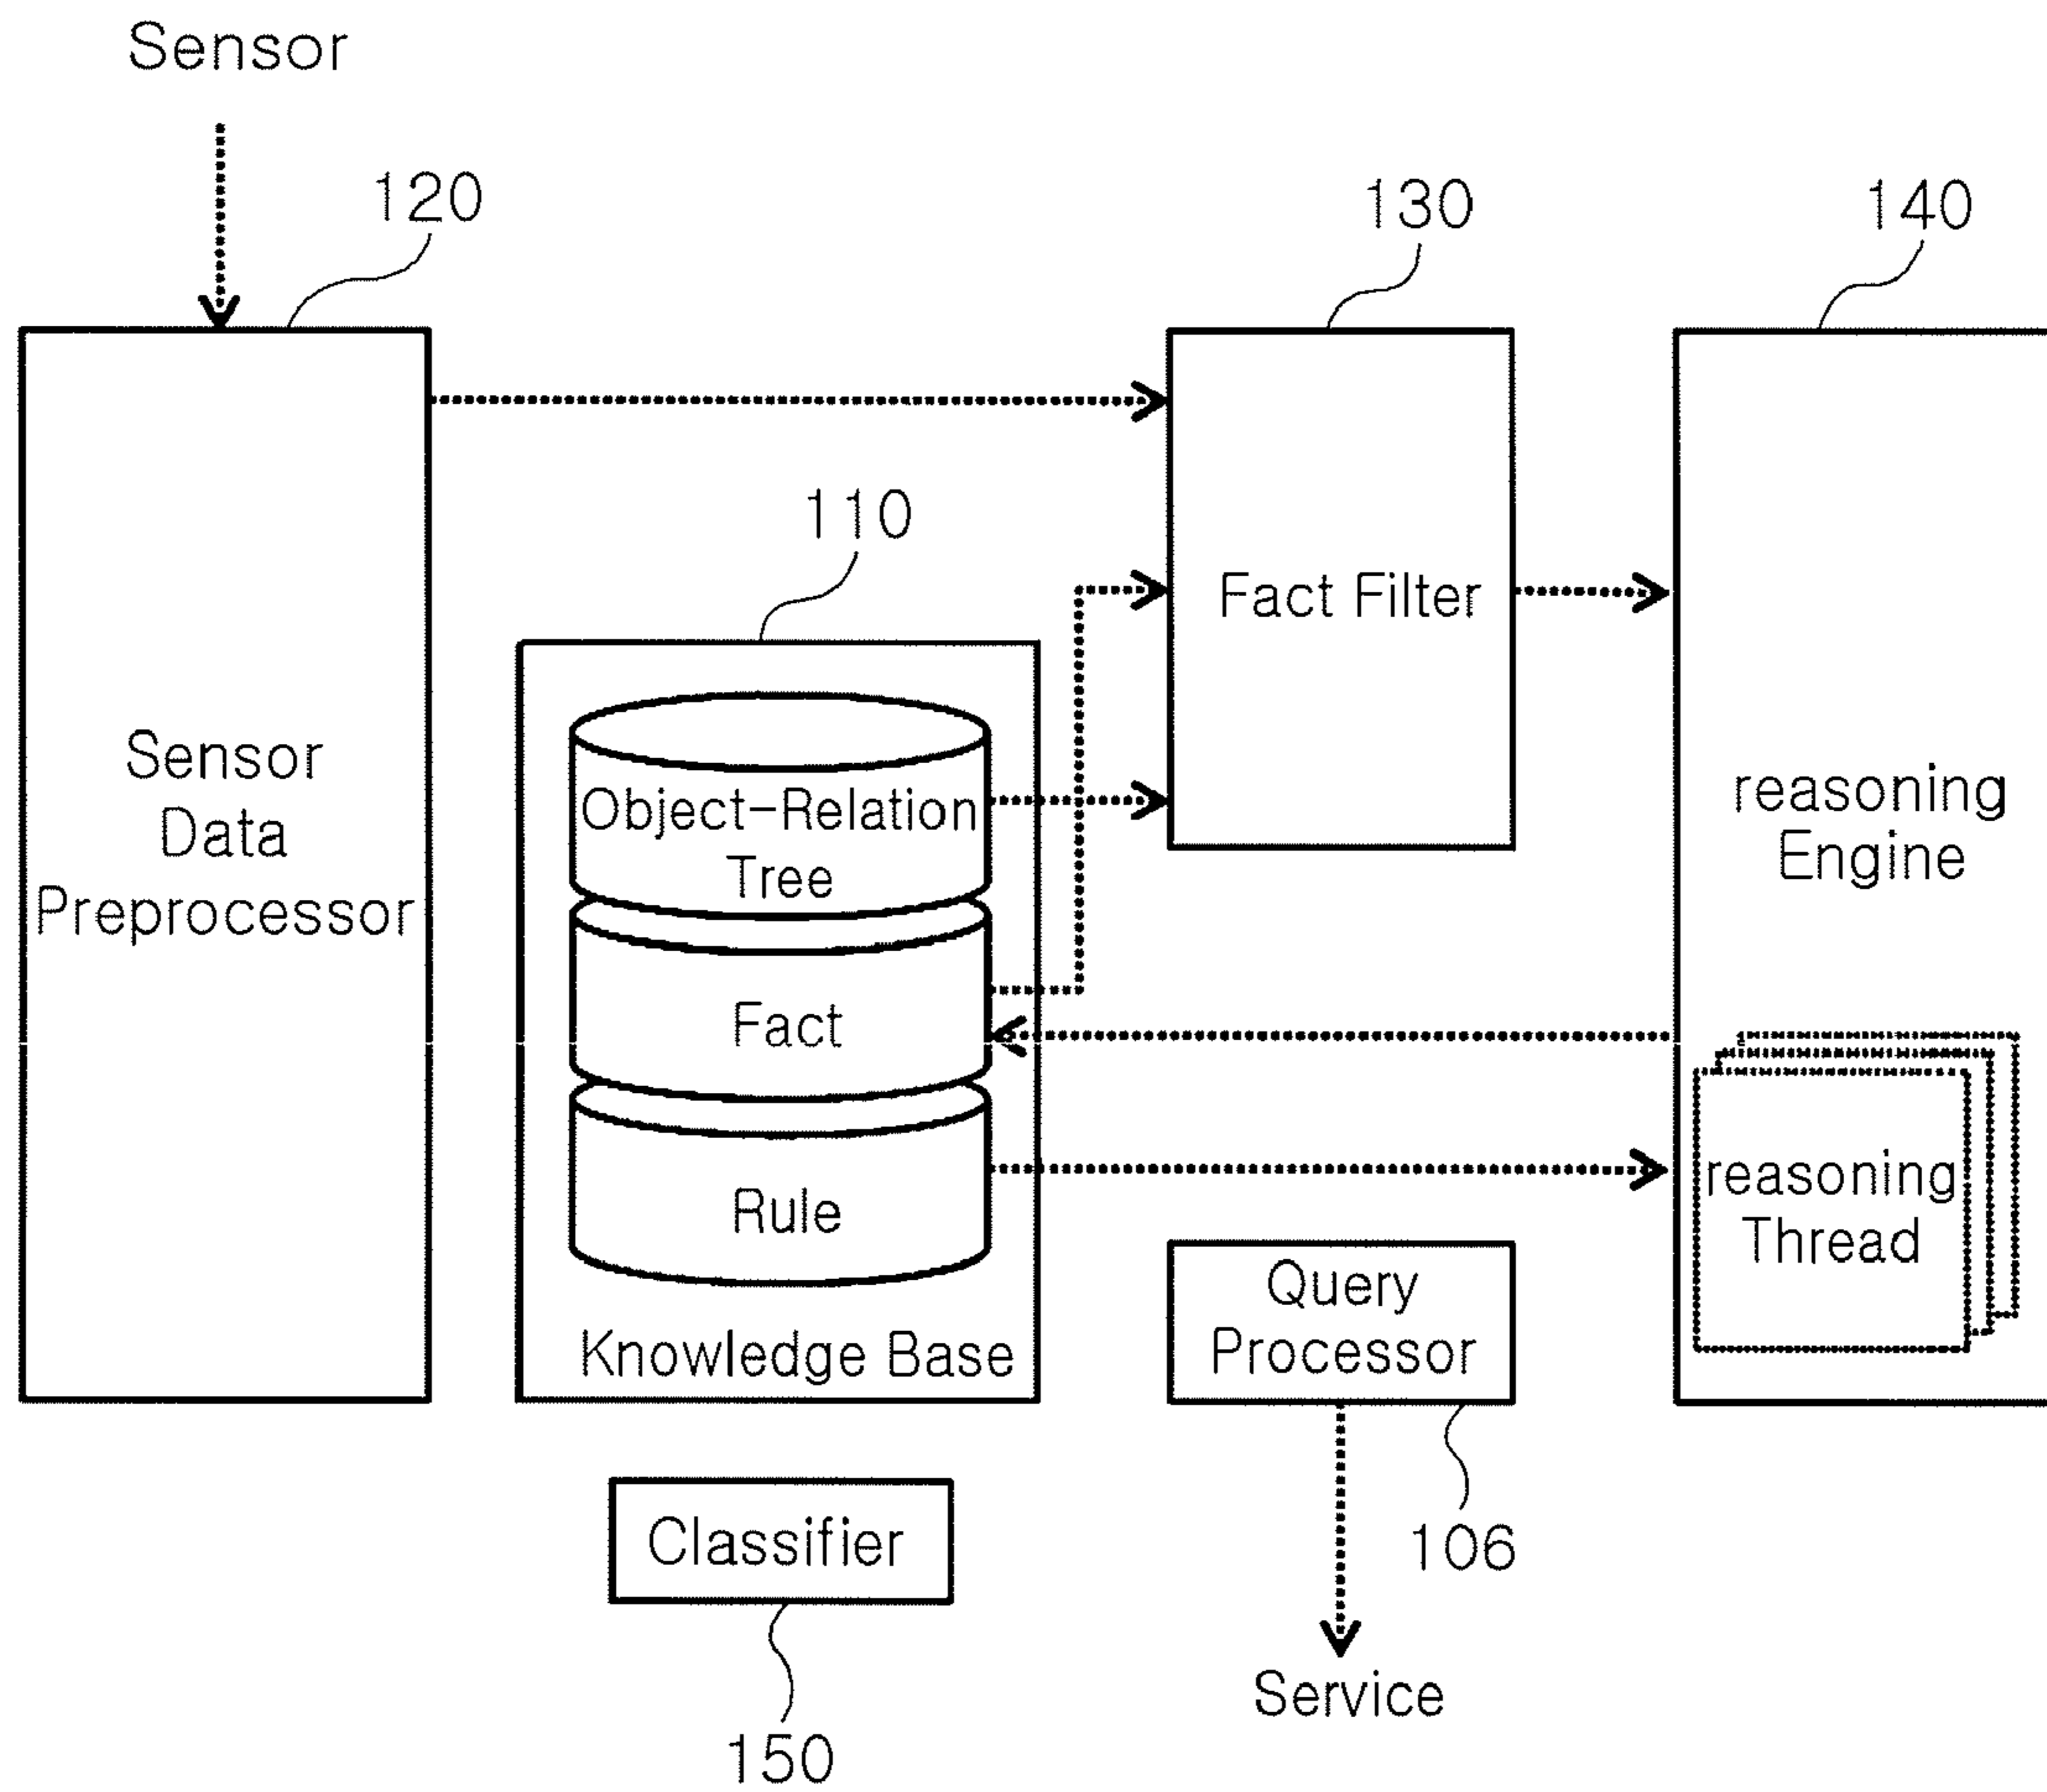 Sensor
120
130
140
110
Sensor
Data
Preprocessor
Object-Relation
Tree
Fact
Rule
Knowledge Base
Fact Filter
reasoning
Engine
reasoning
Thread
Query
Processor
106
Service
Classifier
150